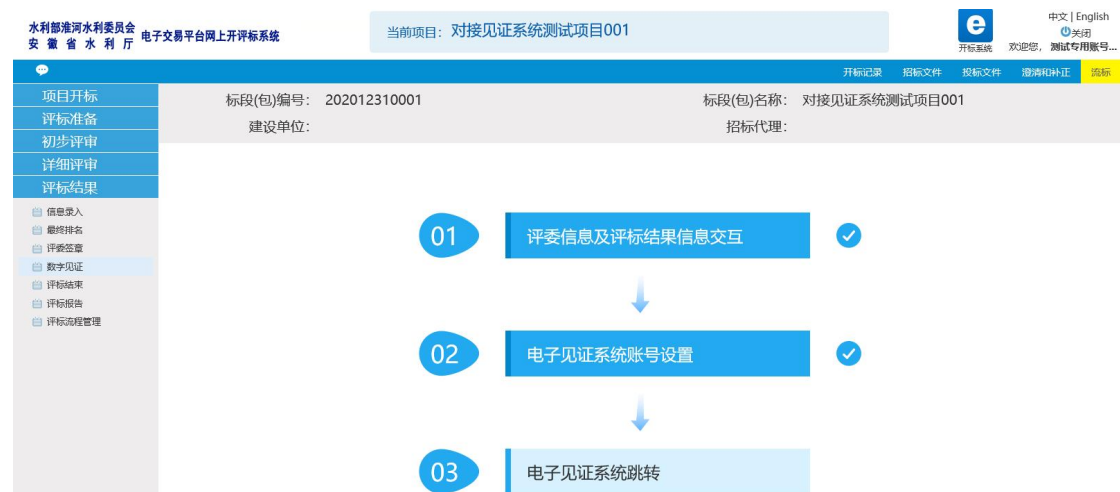 水利部淮河水利委员会
安徽省水利厅
电子交易平台网上开评标系统
当前项目：对接见证系统测试项目001
开标系统
中文 | English
关闭
欢迎您，测试专用账号...
开标记录 招标文件 投标文件 澄清和补正 流标
项目开标
评标准备
初步评审
详细评审
评标结果
信息录入
最终排名
评委签章
数字见证
评标结束
评标报告
评标流程管理
标段(包)编号： 202012310001 标段(包)名称： 对接见证系统测试项目001
建设单位： 招标代理：
01 评委信息及评标结果信息交互
02 电子见证系统账号设置
03 电子见证系统跳转